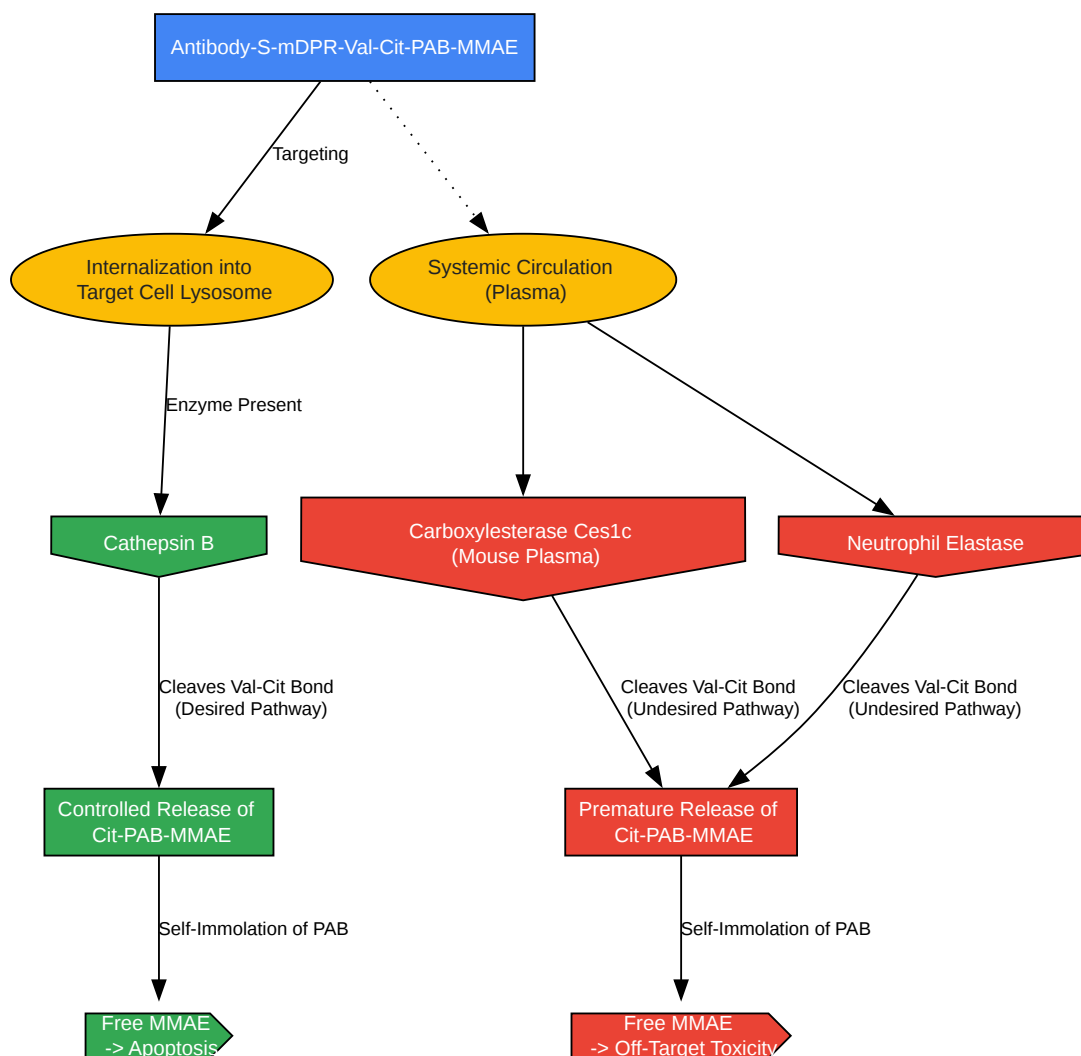 Antibody-S-mDPR-Val-Cit-PAB-MMAE
Targeting
Internalization into
Target Cell Lysosome
Systemic Circulation
(Plasma)
Enzyme Present
Cathepsin B
Carboxylesterase Ces1c
(Mouse Plasma)
Neutrophil Elastase
Cleaves Val-Cit Bond
(Desired Pathway)
Cleaves Val-Cit Bond
(Undesired Pathway)
Cleaves Val-Cit Bond
(Undesired Pathway)
Controlled Release of
Cit-PAB-MMAE
Premature Release of
Cit-PAB-MMAE
Self-Immolation of PAB
Self-Immolation of PAB
Free MMAE
-> Apoptosis
Free MMAE
-> Off-Target Toxicity